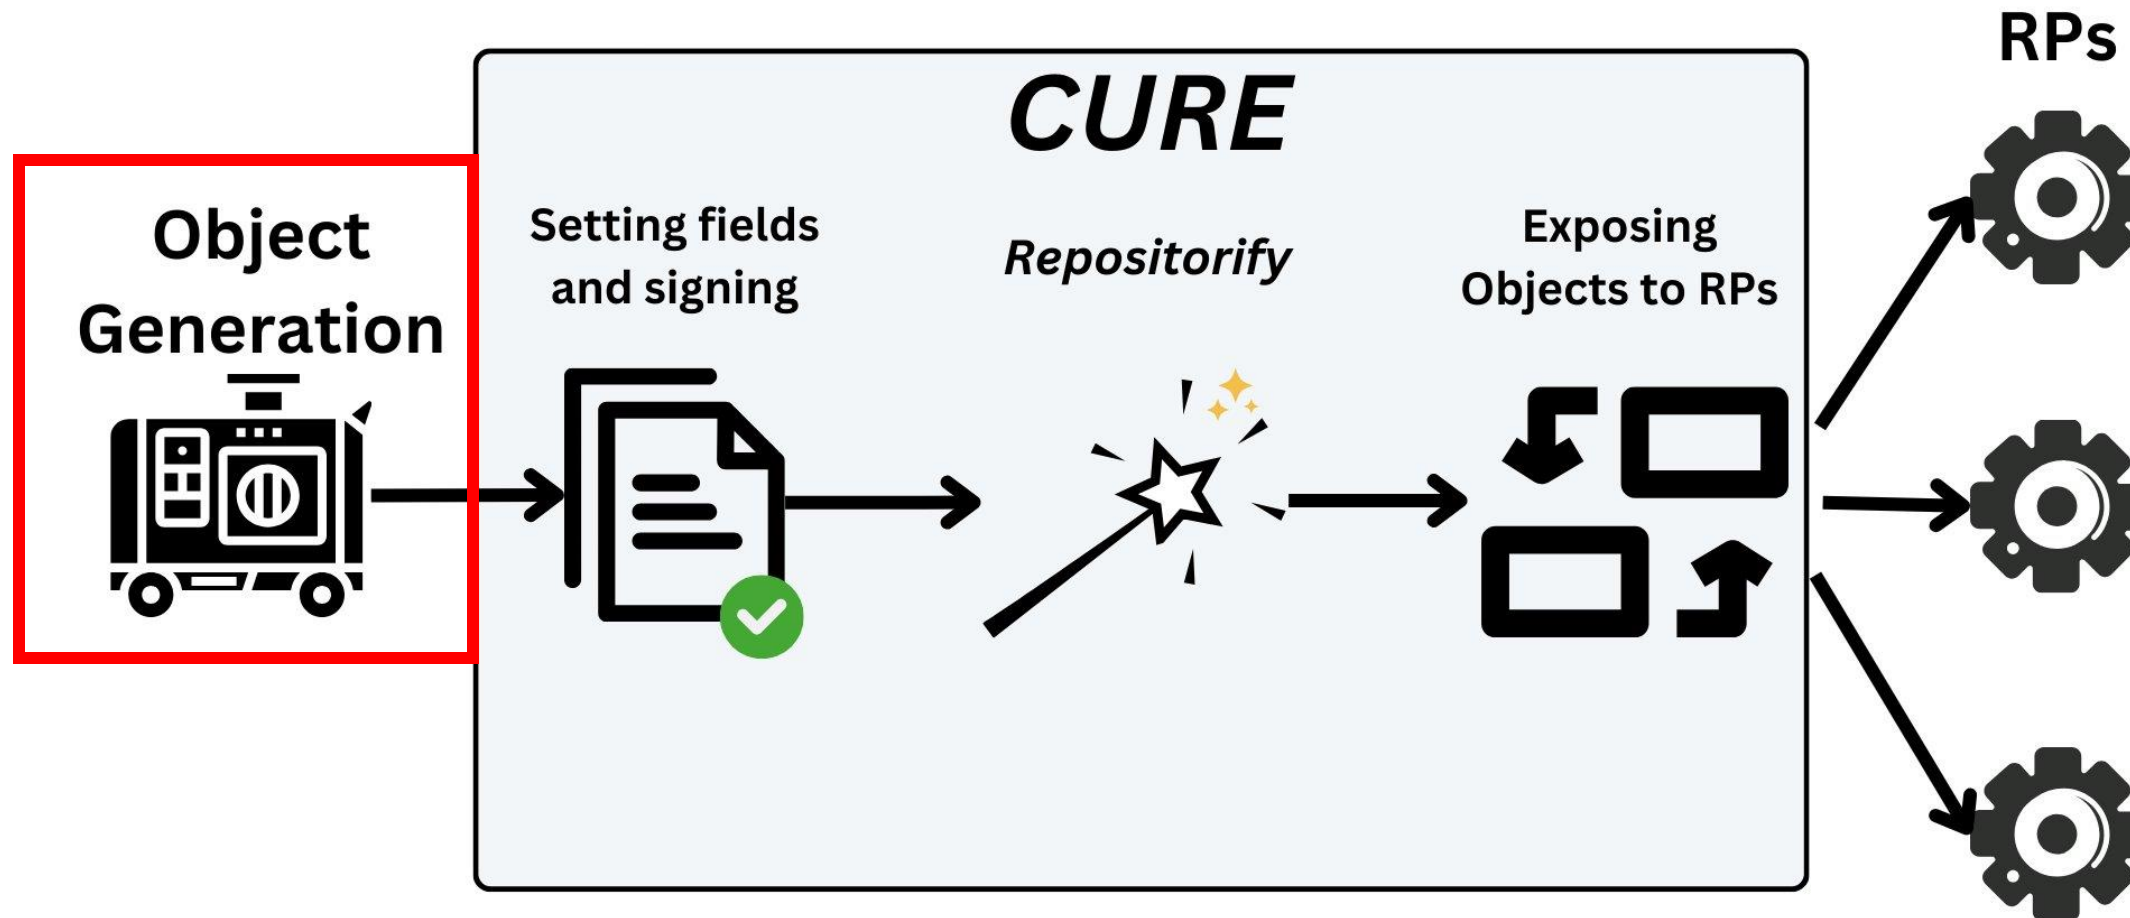 RPs
CURE
Object
Generation
Setting fields
and signing
Repositorify
Exposing
Objects to RPs